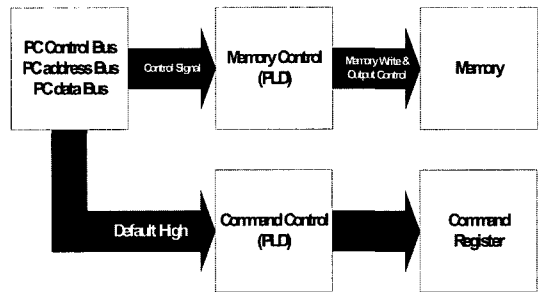 PC Control Bus
PC address Bus
PC data Bus
Control Signal
Memory Control
(PLD)
Memory Write &
Output Control
Memory
Default High
Command Control
(PLD)
Command
Register